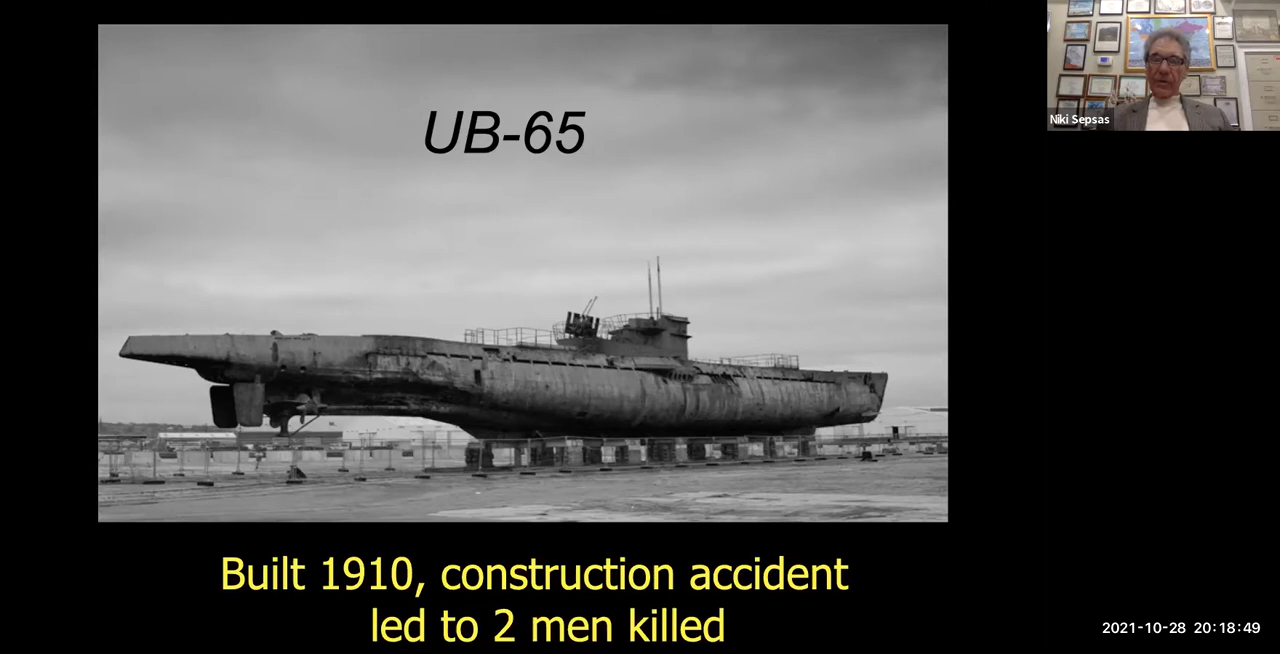 UB-65
Niki Sepsas
Built 1910, construction accident
led to 2 men killed
2021-10-28 20:18:49